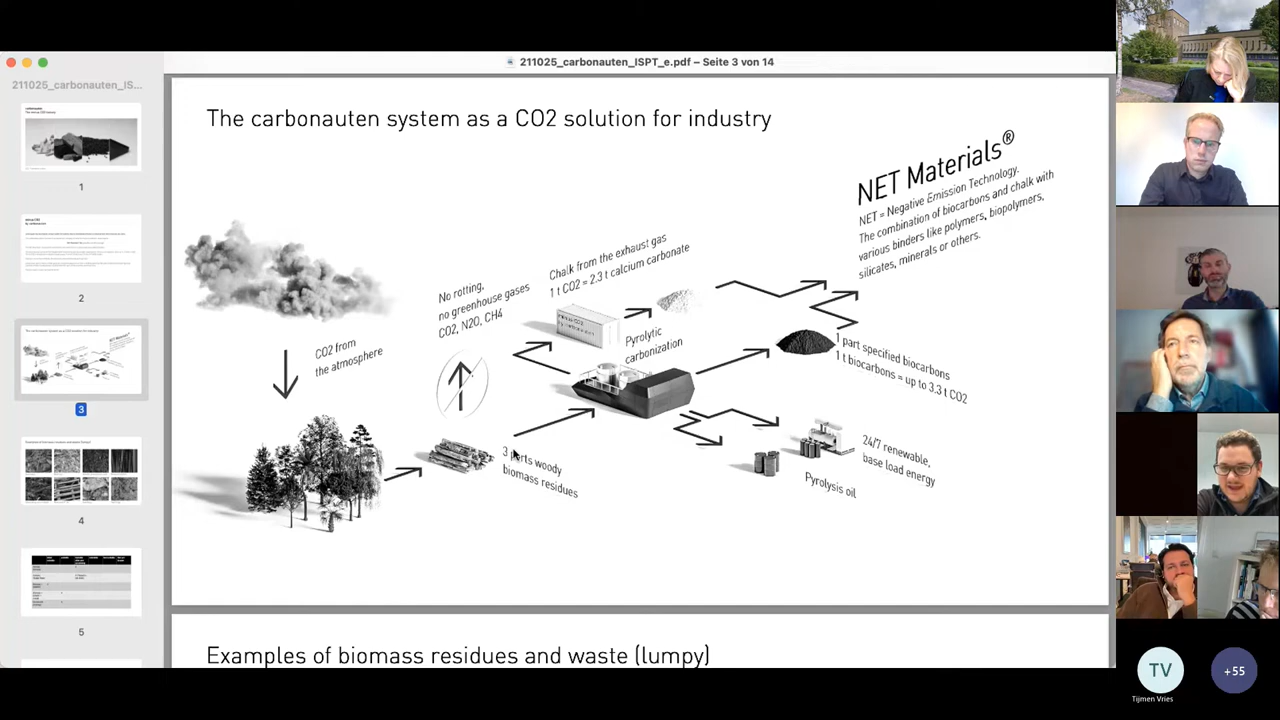 211025_carbonauten_ISPT_e.pdf – Seite 3 von 14
211025_carbonauten_IS...
1
2
3
4
5
The carbonauten system as a CO2 solution for industry
NET Materials®
NET = Negative Emission Technology.
The combination of biocarbons and chalk with
various binders like polymers, biopolymers,
silicates, minerals or others.
Chalk from the exhaust gas
1 t CO2 = 2.3 t calcium carbonate
No rotting,
no greenhouse gases
CO2, N2O, CH4
minus CO2
by carbonauten
Pyrolytic
carbonization
CO2 from
the atmosphere
1 part specified biocarbons
1 t biocarbons = up to 3.3 t CO2
3 parts woody
biomass residues
24/7 renewable,
base load energy
Pyrolysis oil
Examples of biomass residues and waste (lumpy)
TV
Tijmen Vries
+55